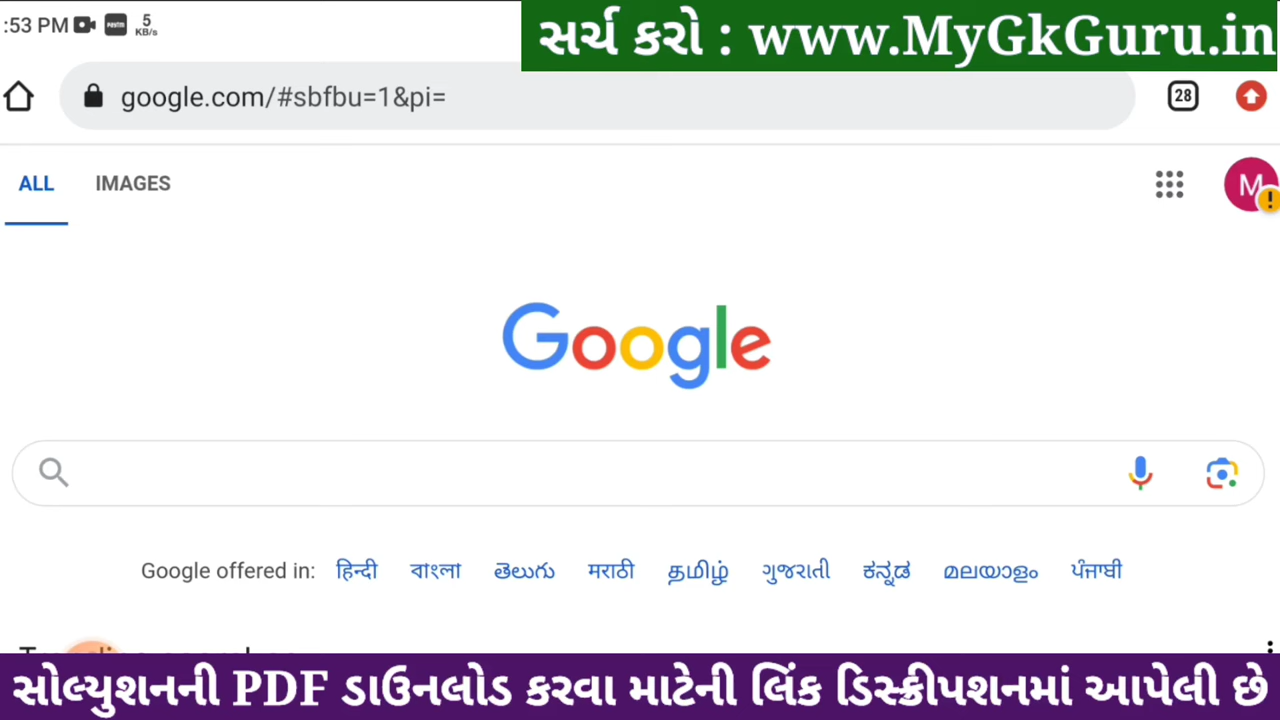 :53 PM 5 KB/s
સર્ચ કરો : www.MyGkGuru.in
google.com/#sbfbu=1&pi=
28
ALL IMAGES
M
Google
Google offered in: हिन्दी বাংলা తెలుగు मराठी தமிழ் ગુજરાતી ಕನ್ನಡ മലയാളം ਪੰਜਾਬੀ
સોલ્યુશનની PDF ડાઉનલોડ કરવા માટેની લિંક ડિસ્ક્રીપશનમાં આપેલી છે